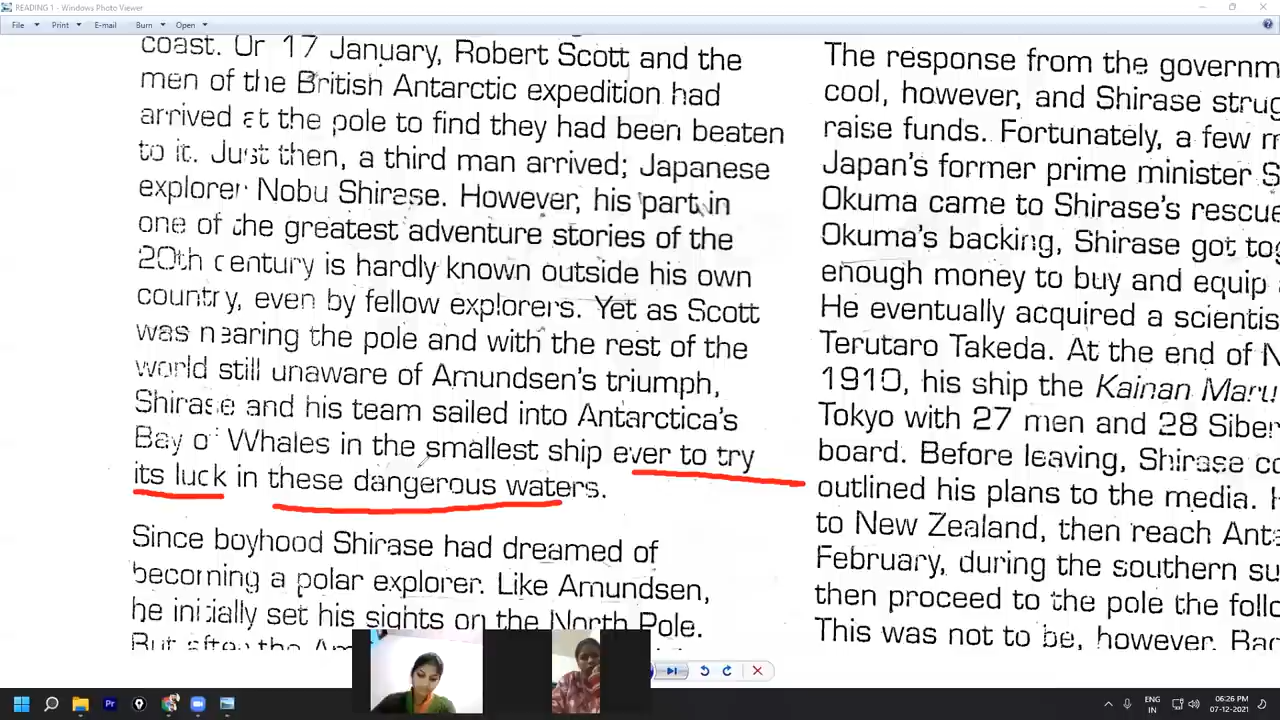 READING 1 - Windows Photo Viewer
File Print E-mail Burn Open
coast. On 17 January, Robert Scott and the
men of the British Antarctic expedition had
arrived at the pole to find they had been beaten
to it. Just then, a third man arrived; Japanese
explorer Nobu Shirase. However, his part in
one of the greatest adventure stories of the
20th century is hardly known outside his own
country, even by fellow explorers. Yet as Scott
was nearing the pole and with the rest of the
world still unaware of Amundsen's triumph,
Shirase and his team sailed into Antarctica's
Bay of Whales in the smallest ship ever to try
its luck in these dangerous waters.
Since boyhood Shirase had dreamed of
becoming a polar explorer. Like Amundsen,
he initially set his sights on the North Pole.
But after the Am
The response from the governm
cool, however, and Shirase strug
raise funds. Fortunately, a few m
Japan's former prime minister S
Okuma came to Shirase's rescue
Okuma's backing, Shirase got tog
enough money to buy and equip
He eventually acquired a scientis
Terutaro Takeda. At the end of N
1910, his ship the Kainan Maru
Tokyo with 27 men and 28 Siber
board. Before leaving, Shirase co
outlined his plans to the media. H
to New Zealand, then reach Anta
February, during the southern su
then proceed to the pole the follo
This was not to be, however. Bad
Pr
ENG
IN
06:26 PM
07-12-2021